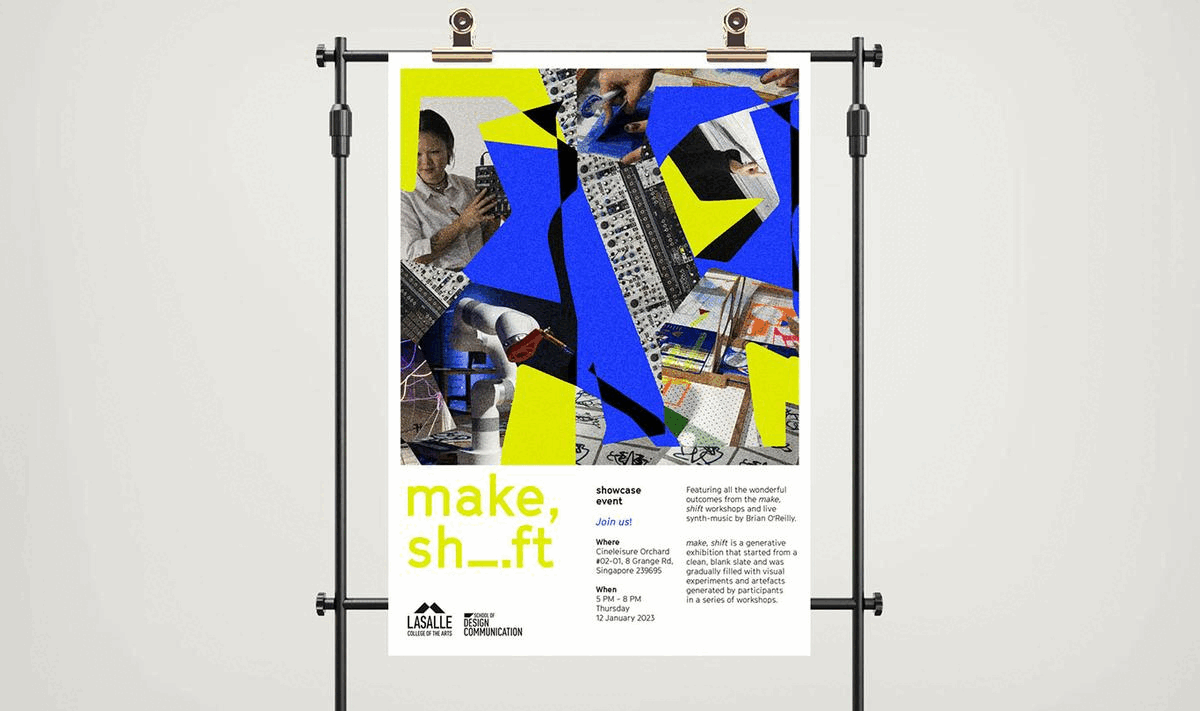 make,
sh_.ft
LASALLE
COLLEGE OF THE ARTS
SCHOOL OF
DESIGN
COMMUNICATION
showcase
event
Join us!
Where
Cineleisure Orchard
#02-01, 8 Grange Rd,
Singapore 239695
When
5 PM – 8 PM
Thursday
12 January 2023
Featuring all the wonderful
outcomes from the make,
shift workshops and live
synth-music by Brian O'Reilly.
make, shift is a generative
exhibition that started from a
clean, blank slate and was
gradually filled with visual
experiments and artefacts
generated by participants
in a series of workshops.